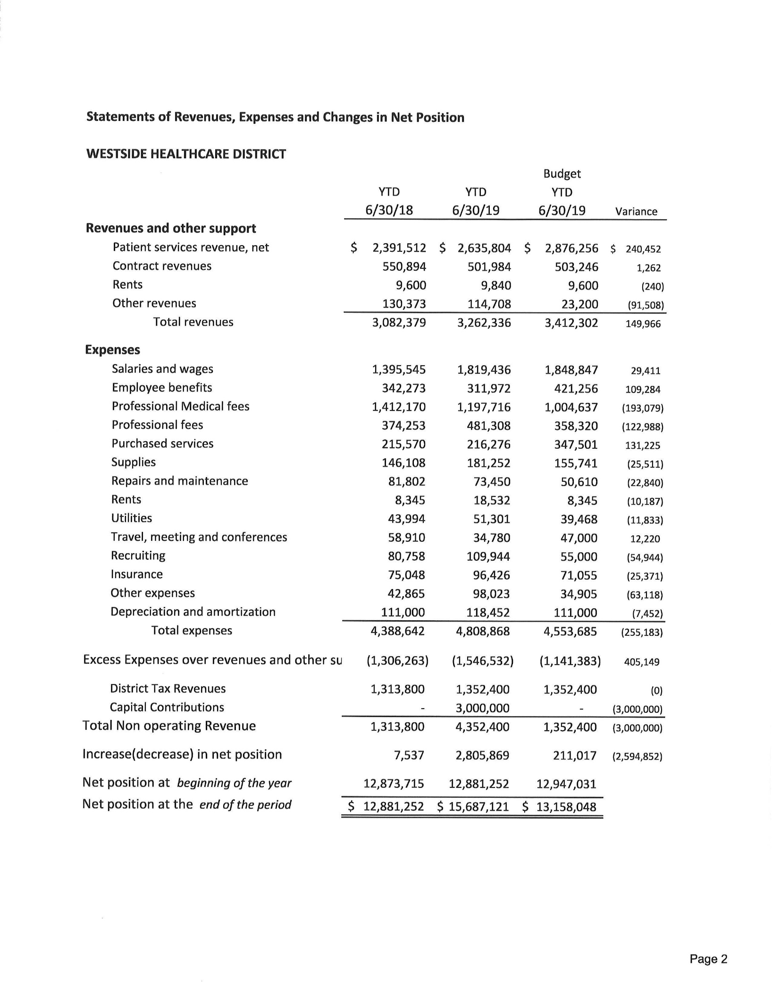 Statements of Revenues, Expenses and Changes in Net Position
WESTSIDE HEALTHCARE DISTRICT
Budget
YTD YTD YTD
6/30/18 6/30/19 6/30/19 Variance
Revenues and other support
Patient services revenue, net $ 2,391,512 $ 2,635,804 $ 2,876,256 $ 240,452
Contract revenues 550,894 501,984 503,246 1,262
Rents 9,600 9,840 9,600 (240)
Other revenues 130,373 114,708 23,200 (91,508)
Total revenues 3,082,379 3,262,336 3,412,302 149,966
Expenses
Salaries and wages 1,395,545 1,819,436 1,848,847 29,411
Employee benefits 342,273 311,972 421,256 109,284
Professional Medical fees 1,412,170 1,197,716 1,004,637 (193,079)
Professional fees 374,253 481,308 358,320 (122,988)
Purchased services 215,570 216,276 347,501 131,225
Supplies 146,108 181,252 155,741 (25,511)
Repairs and maintenance 81,802 73,450 50,610 (22,840)
Rents 8,345 18,532 8,345 (10,187)
Utilities 43,994 51,301 39,468 (11,833)
Travel, meeting and conferences 58,910 34,780 47,000 12,220
Recruiting 80,758 109,944 55,000 (54,944)
Insurance 75,048 96,426 71,055 (25,371)
Other expenses 42,865 98,023 34,905 (63,118)
Depreciation and amortization 111,000 118,452 111,000 (7,452)
Total expenses 4,388,642 4,808,868 4,553,685 (255,183)
Excess Expenses over revenues and other su (1,306,263) (1,546,532) (1,141,383) 405,149
District Tax Revenues 1,313,800 1,352,400 1,352,400 (0)
Capital Contributions - 3,000,000 - (3,000,000)
Total Non operating Revenue 1,313,800 4,352,400 1,352,400 (3,000,000)
Increase(decrease) in net position 7,537 2,805,869 211,017 (2,594,852)
Net position at beginning of the year 12,873,715 12,881,252 12,947,031
Net position at the end of the period $ 12,881,252 $ 15,687,121 $ 13,158,048
Page 2